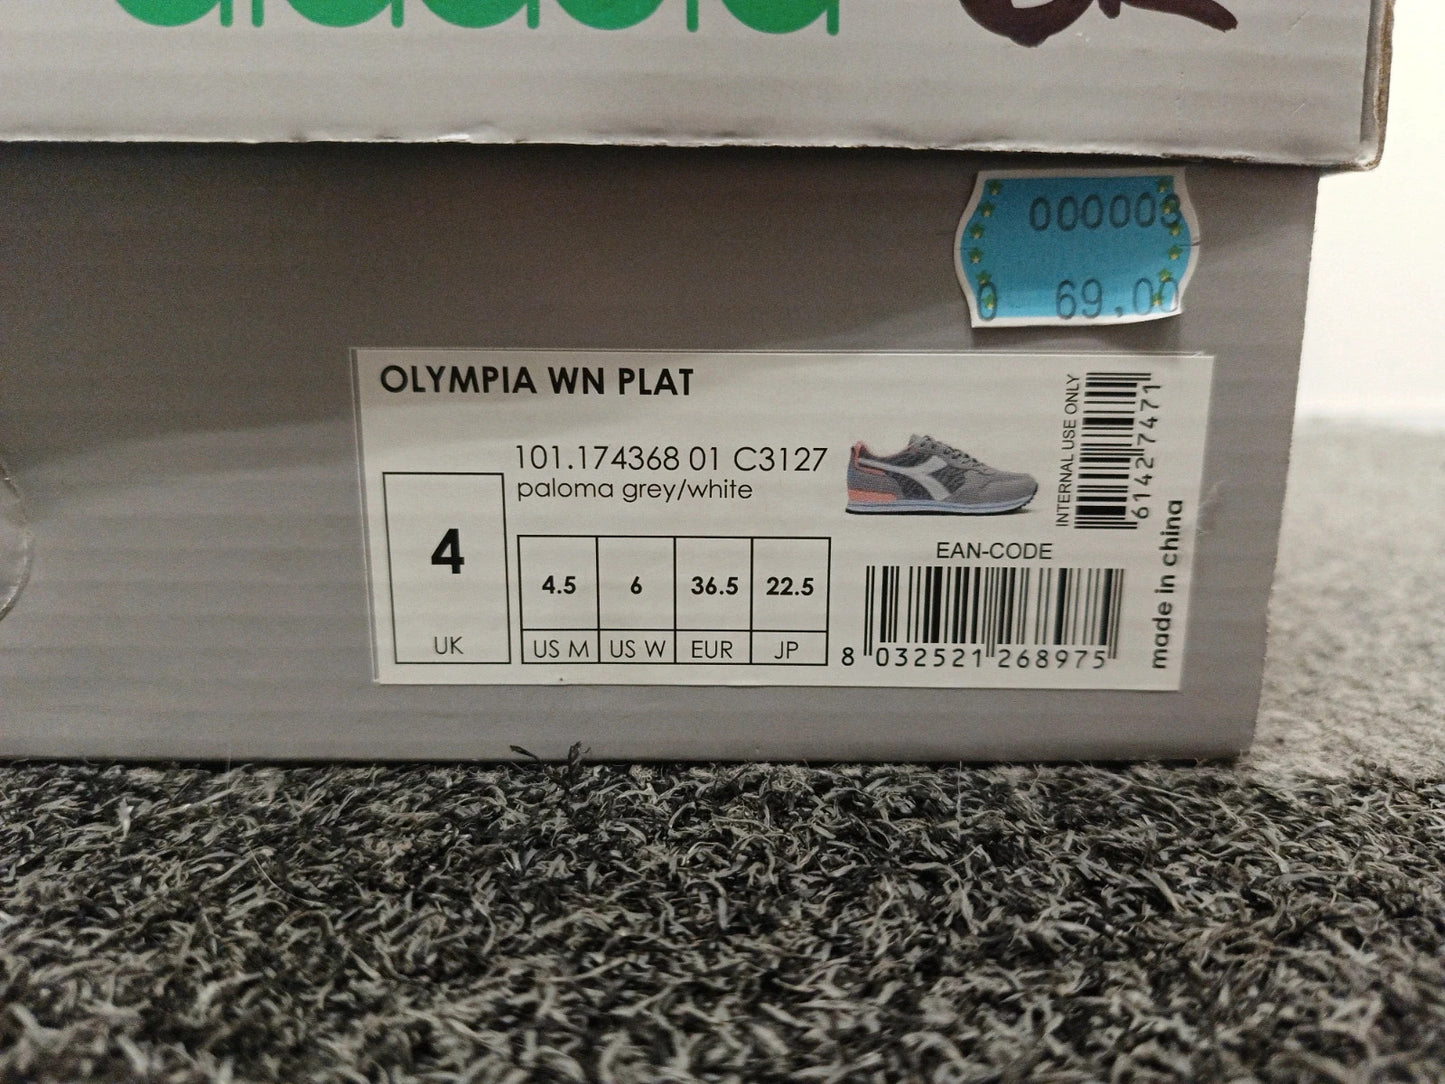 000003
0 69,00
OLYMPIA WN PLAT
101.174368 01 C3127
paloma grey/white
4
UK
4.5 6 36.5 22.5
US M US W EUR JP
INTERNAL USE ONLY
61427471
EAN-CODE
8 032521 268975
made in china